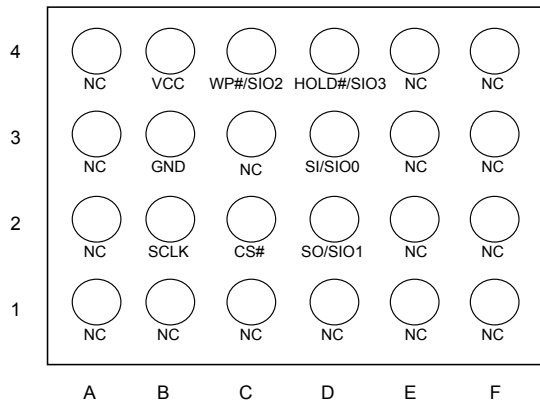 4
NC VCC WP#/SIO2 HOLD#/SIO3 NC NC
3
NC GND NC SI/SIO0 NC NC
2
NC SCLK CS# SO/SIO1 NC NC
1
NC NC NC NC NC NC
A B C D E F